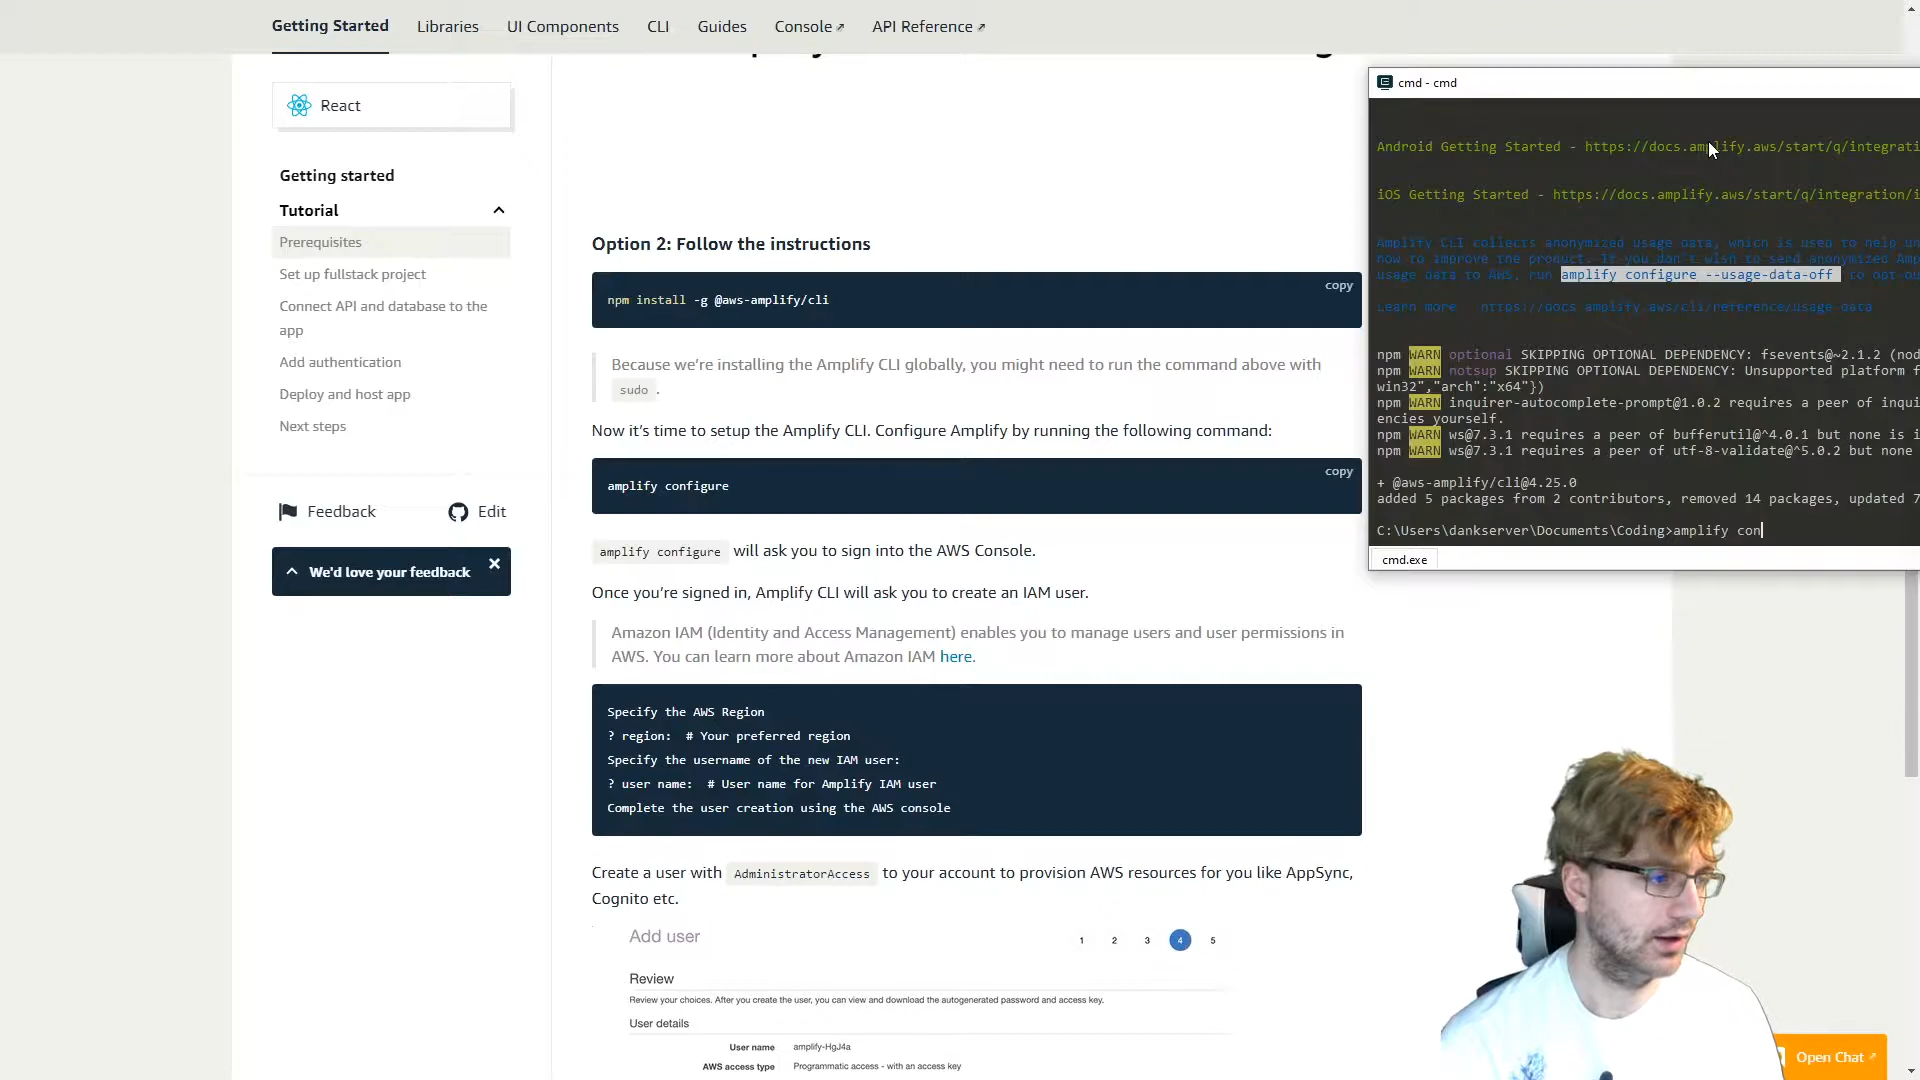 Getting Started
Libraries
UI Components
CLI
Guides
Console
API Reference
React
Getting started
Tutorial
Prerequisites
Set up fullstack project
Connect API and database to the
app
Add authentication
Deploy and host app
Next steps
Feedback
Edit
We'd love your feedback
Option 2: Follow the instructions
copy
npm install -g @aws-amplify/cli
Because we're installing the Amplify CLI globally, you might need to run the command above with
sudo .
Now it's time to setup the Amplify CLI. Configure Amplify by running the following command:
copy
amplify configure
amplify configure will ask you to sign into the AWS Console.
Once you're signed in, Amplify CLI will ask you to create an IAM user.
Amazon IAM (Identity and Access Management) enables you to manage users and user permissions in
AWS. You can learn more about Amazon IAM here.
Specify the AWS Region
? region:  # Your preferred region
Specify the username of the new IAM user:
? user name:  # User name for Amplify IAM user
Complete the user creation using the AWS console
Create a user with AdministratorAccess to your account to provision AWS resources for you like AppSync,
Cognito etc.
Add user
1 2 3 4 5
Review
Review your choices. After you create the user, you can view and download the autogenerated password and access key.
User details
User name amplify-HgJ4a
AWS access type Programmatic access - with an access key
cmd - cmd
Android Getting Started - https://docs.amplify.aws/start/q/integrati
iOS Getting Started - https://docs.amplify.aws/start/q/integration/i
Amplify CLI collects anonymized usage data, which is used to help un
how to improve the product. If you don't wish to send anonymized Amp
usage data to AWS, run amplify configure --usage-data-off to opt-ou
Learn more - https://docs.amplify.aws/cli/reference/usage-data
npm WARN optional SKIPPING OPTIONAL DEPENDENCY: fsevents@~2.1.2 (nod
npm WARN notsup SKIPPING OPTIONAL DEPENDENCY: Unsupported platform f
win32","arch":"x64"})
npm WARN inquirer-autocomplete-prompt@1.0.2 requires a peer of inqui
encies yourself.
npm WARN ws@7.3.1 requires a peer of bufferutil@^4.0.1 but none is i
npm WARN ws@7.3.1 requires a peer of utf-8-validate@^5.0.2 but none
+ @aws-amplify/cli@4.25.0
added 5 packages from 2 contributors, removed 14 packages, updated 7
C:\Users\dankserver\Documents\Coding>amplify con
cmd.exe
Open Chat